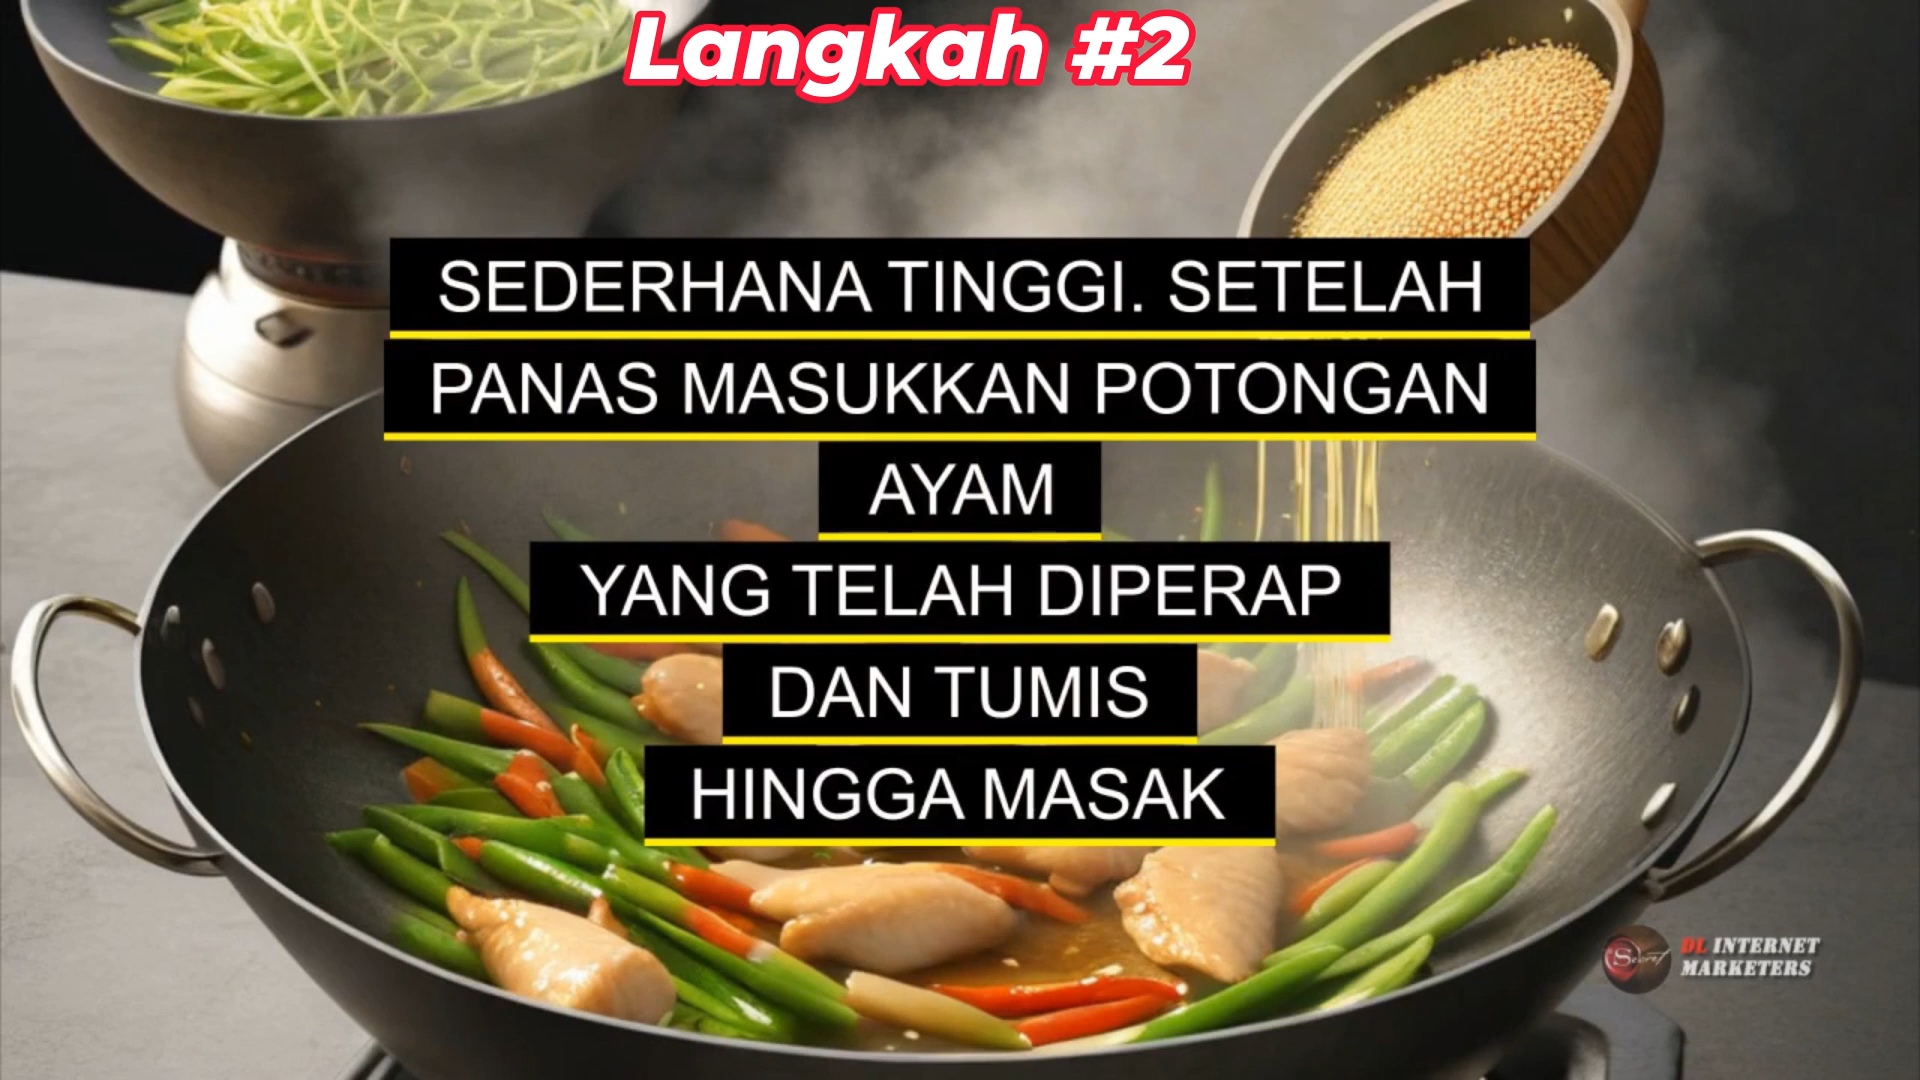 Langkah #2
SEDERHANA TINGGI. SETELAH
PANAS MASUKKAN POTONGAN
AYAM
YANG TELAH DIPERAP
DAN TUMIS
HINGGA MASAK
Secret
DL INTERNET
MARKETERS